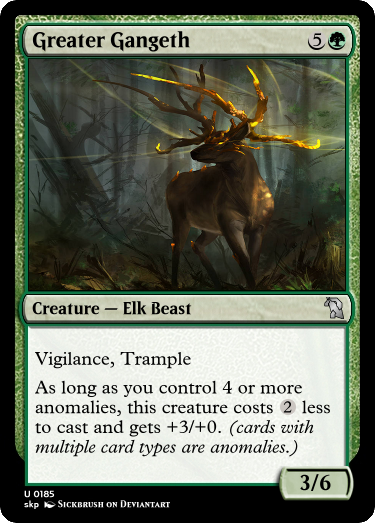 Greater Gangeth 5
Creature — Elk Beast
Vigilance, Trample
As long as you control 4 or more
anomalies, this creature costs 2 less
to cast and gets +3/+0. (cards with
multiple card types are anomalies.)
3/6
U 0185
skp Sickbrush on Deviantart